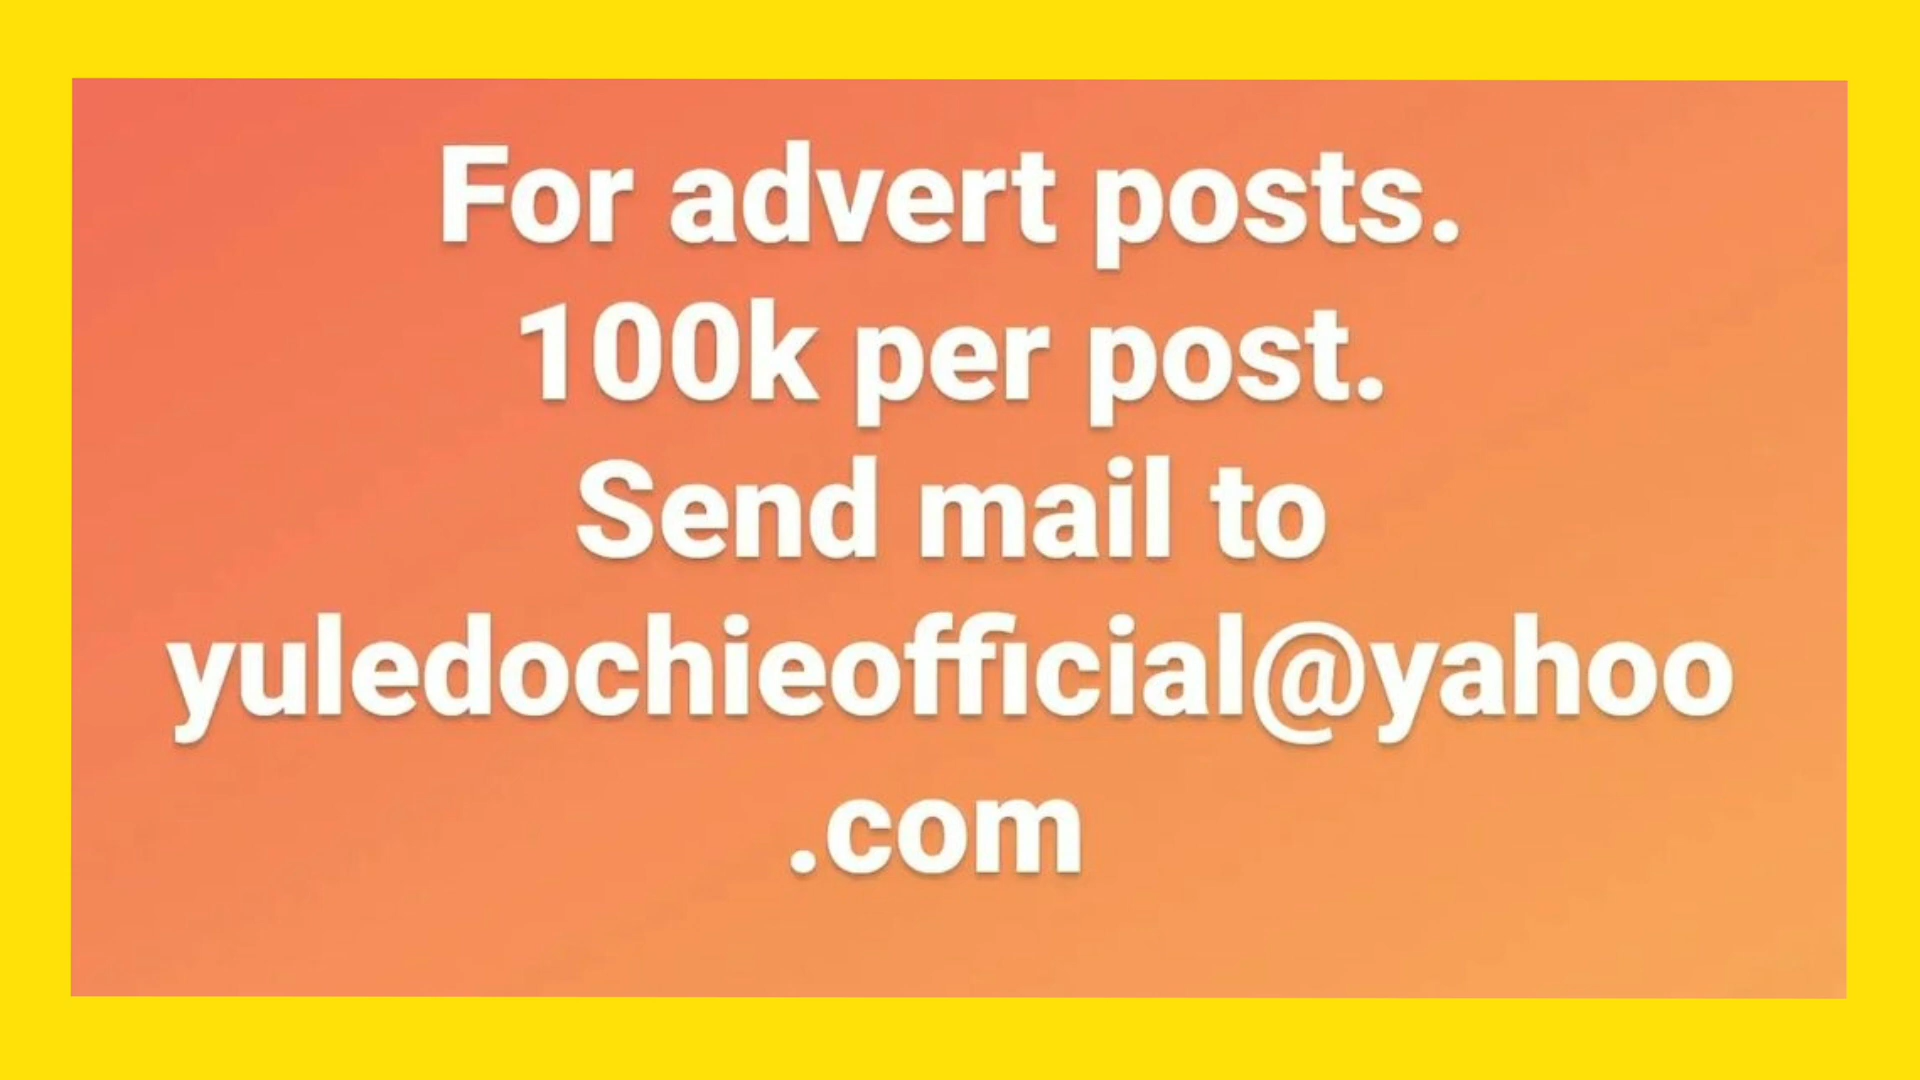 For advert posts.
100k per post.
Send mail to
yuledochieofficial@yahoo
.com